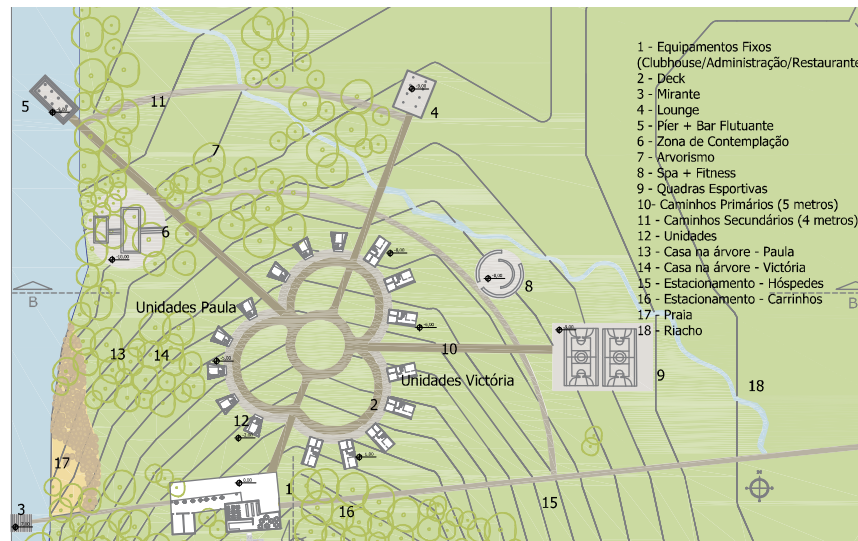 1 - Equipamentos Fixos
(Clubhouse/Administração/Restaurante
2 - Deck
3 - Mirante
4 - Lounge
5 - Píer + Bar Flutuante
6 - Zona de Contemplação
7 - Arvorismo
8 - Spa + Fitness
9 - Quadras Esportivas
10- Caminhos Primários (5 metros)
11 - Caminhos Secundários (4 metros)
12 - Unidades
13 - Casa na árvore - Paula
14 - Casa na árvore - Victória
15 - Estacionamento - Hóspedes
16 - Estacionamento - Carrinhos
17 - Praia
18 - Riacho
5
11
4
7
6
8
B
B
Unidades Paula
13
14
10
Unidades Victória
9
18
2
12
17
1
3
16
15